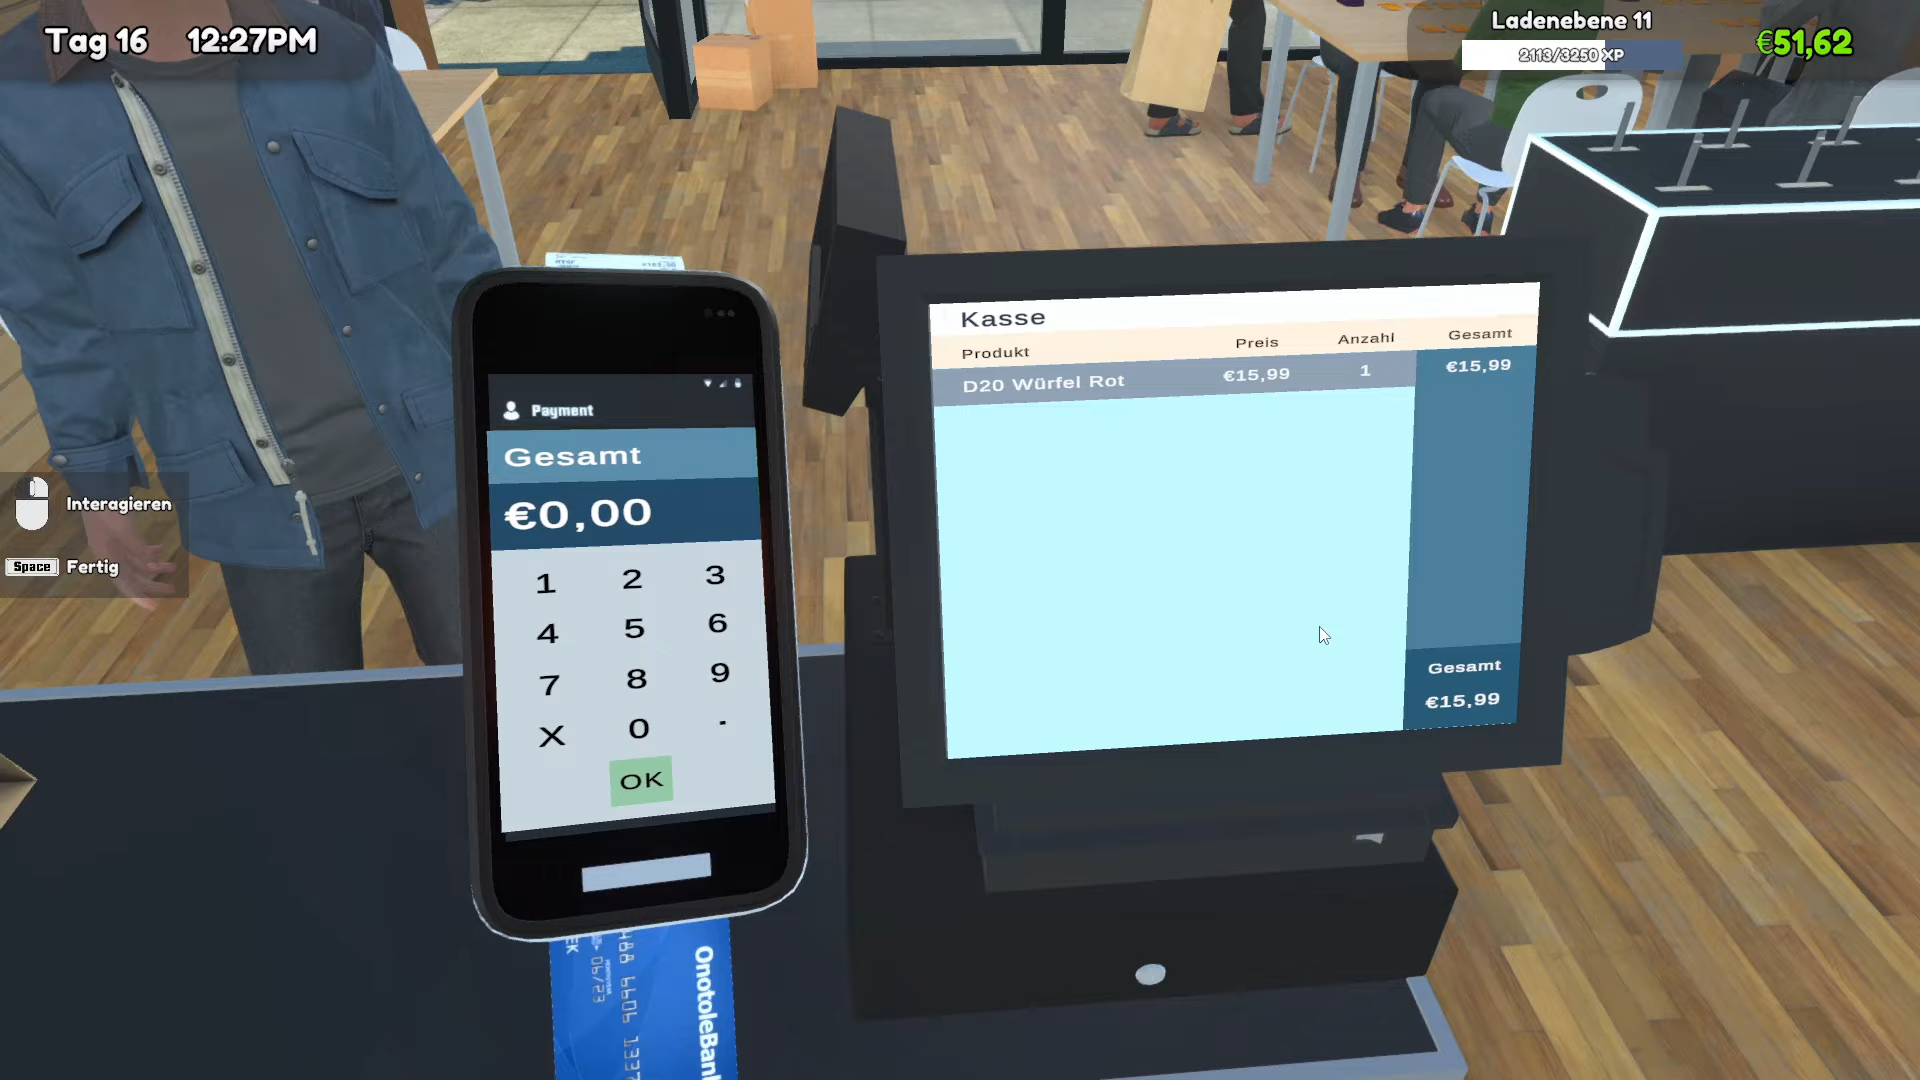 Tag 16 12:27PM
Ladenebene 11
2113/3250 XP
€51,62
Interagieren
Space Fertig
Payment
Gesamt
€0,00
1 2 3
4 5 6
7 8 9
X 0 .
OK
Kasse
Produkt Preis Anzahl Gesamt
D20 Würfel Rot €15,99 1 €15,99
Gesamt
€15,99
OnotoleBank
06/23